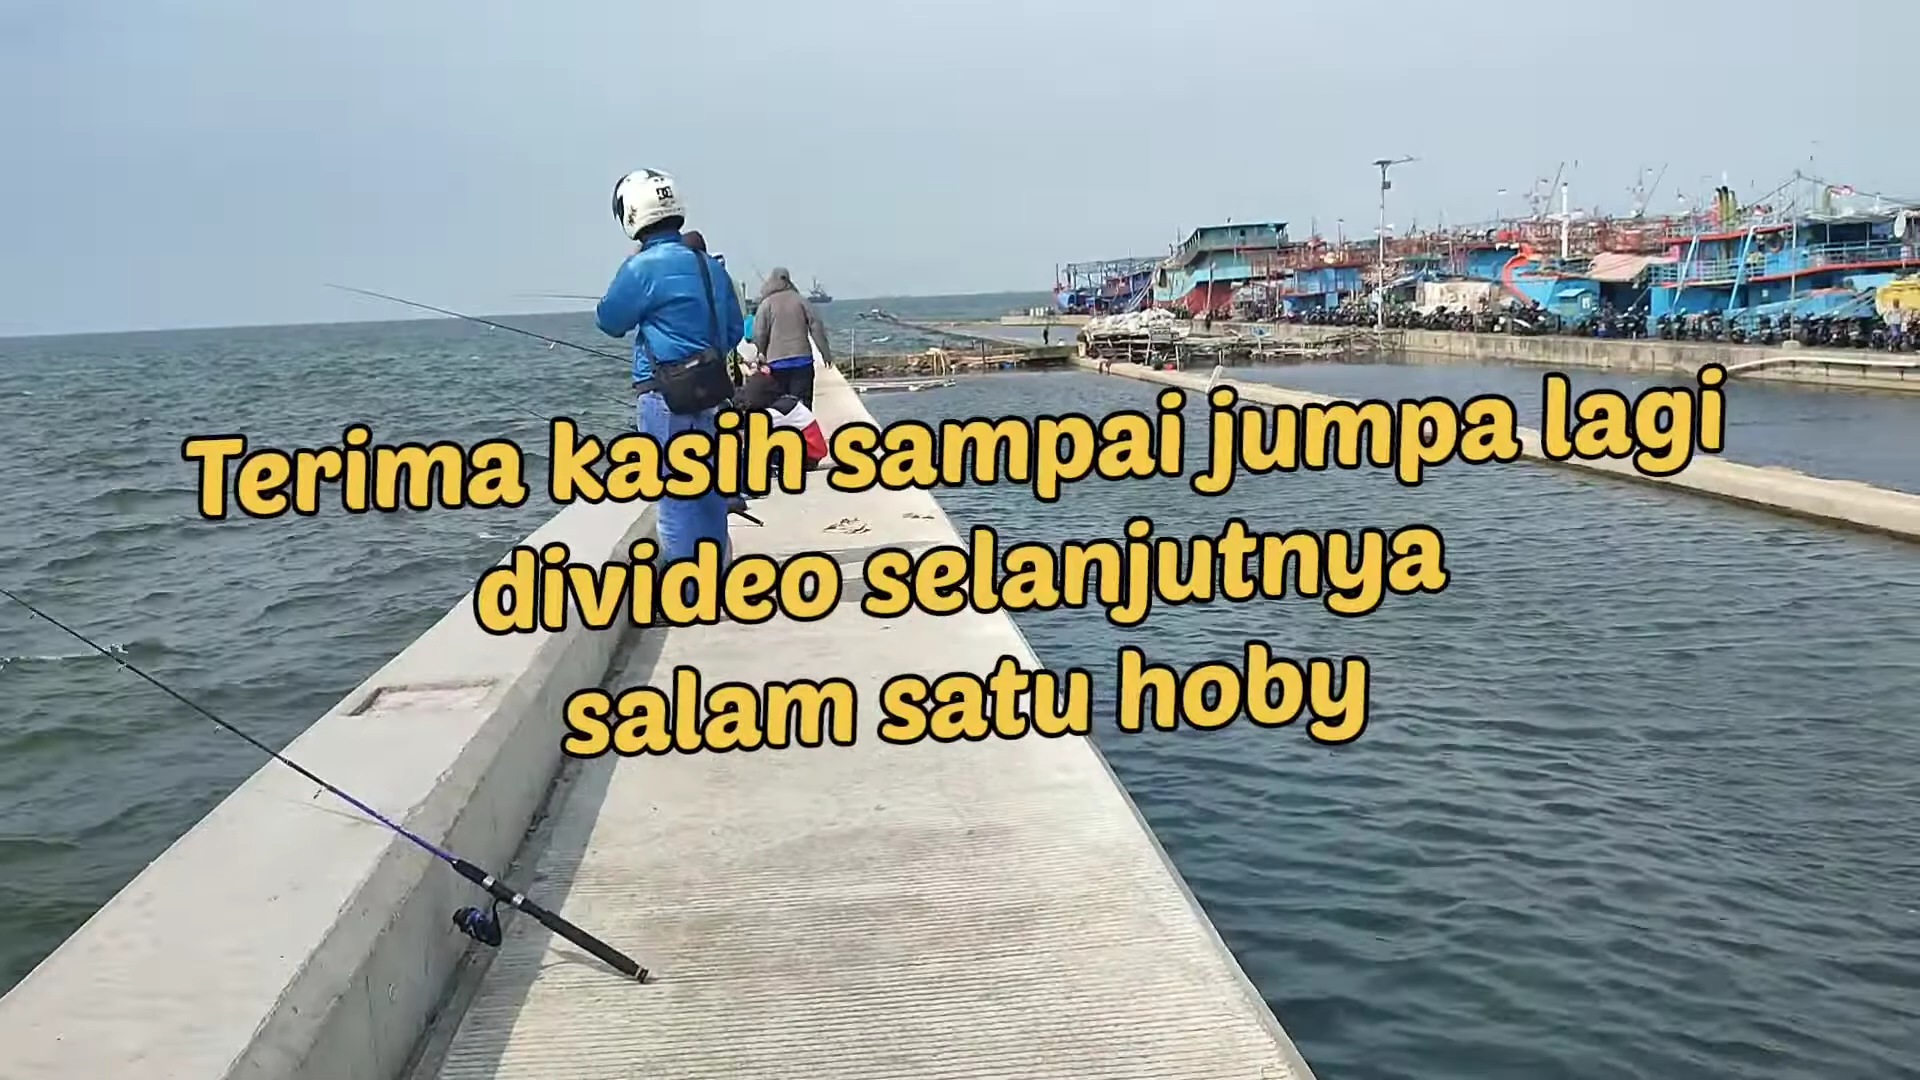 Terima kasih sampai jumpa lagi
divideo selanjutnya
salam satu hoby